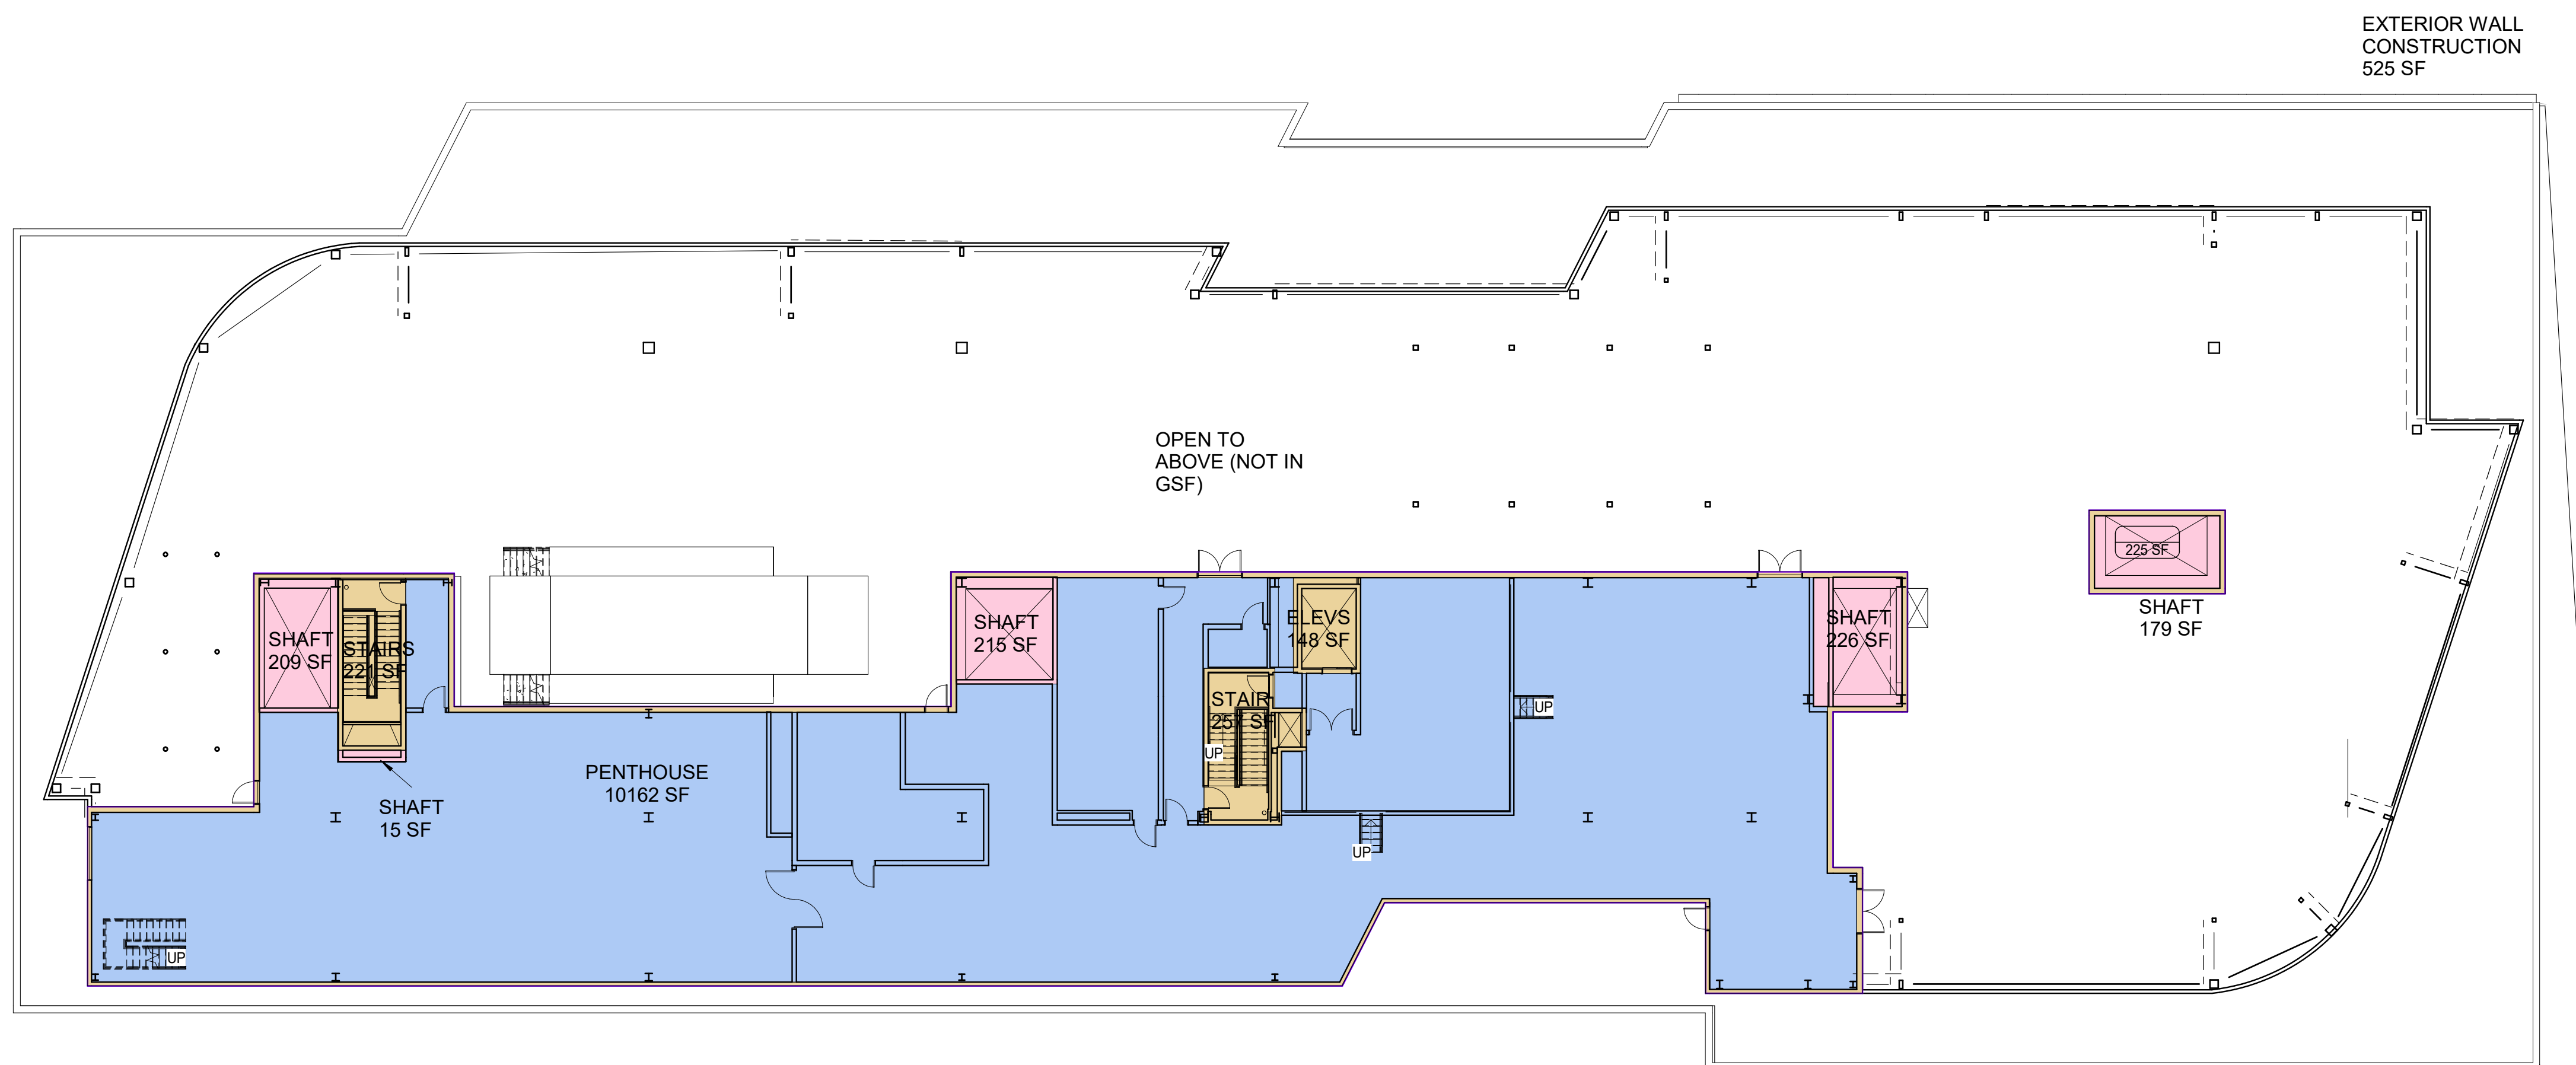 EXTERIOR WALL
CONSTRUCTION
525 SF
OPEN TO
ABOVE (NOT IN
GSF)
225 SF
SHAFT
179 SF
SHAFT
209 SF
STAIRS
221 SF
SHAFT
215 SF
ELEVS
148 SF
SHAFT
226 SF
STAIR
257 SF
UP
UP
PENTHOUSE
10162 SF
SHAFT
15 SF
UP
UP